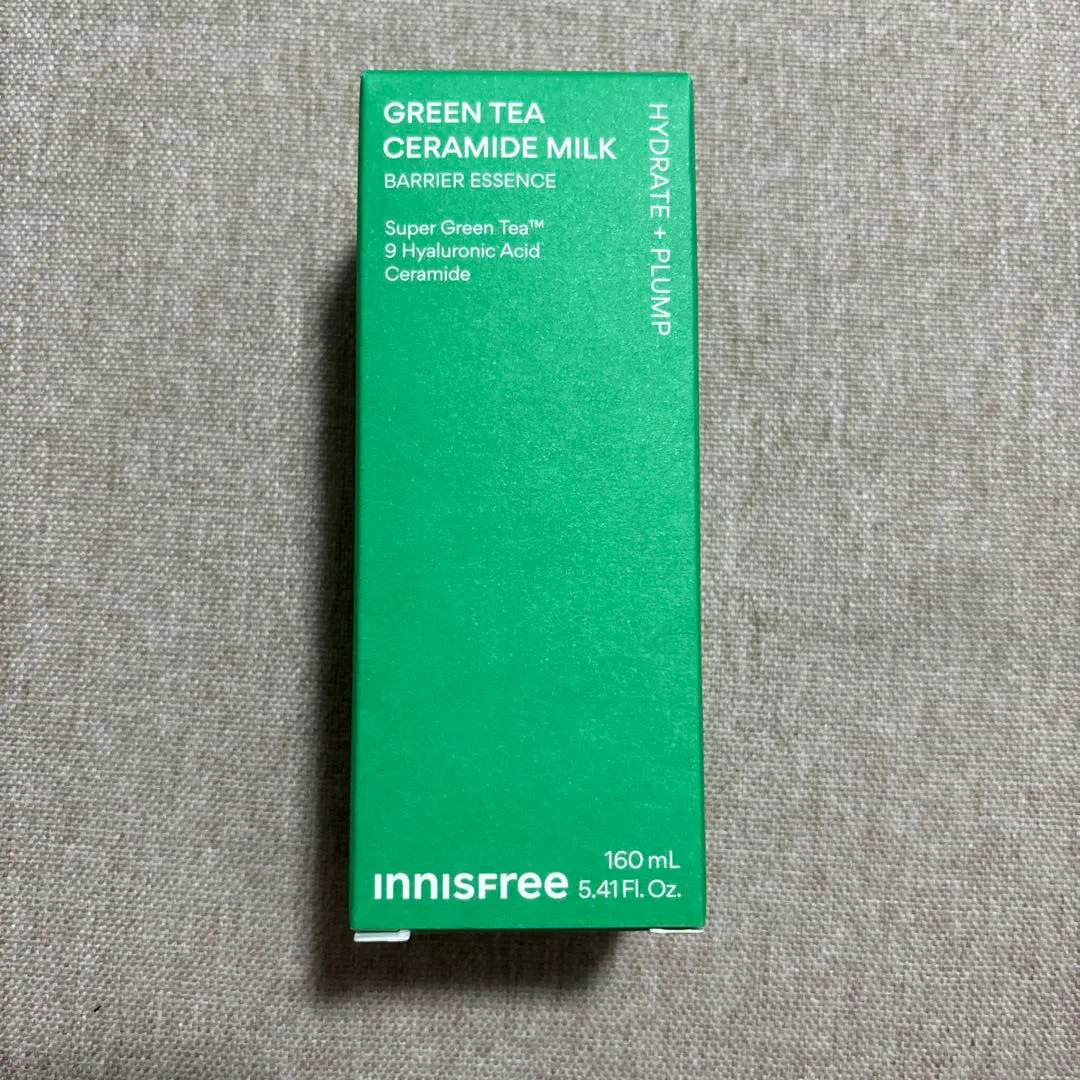 GREEN TEA
CERAMIDE MILK
BARRIER ESSENCE
Super Green Tea™
9 Hyaluronic Acid
Ceramide
HYDRATE + PLUMP
INNISFREE
160 mL
5.41 Fl. Oz.